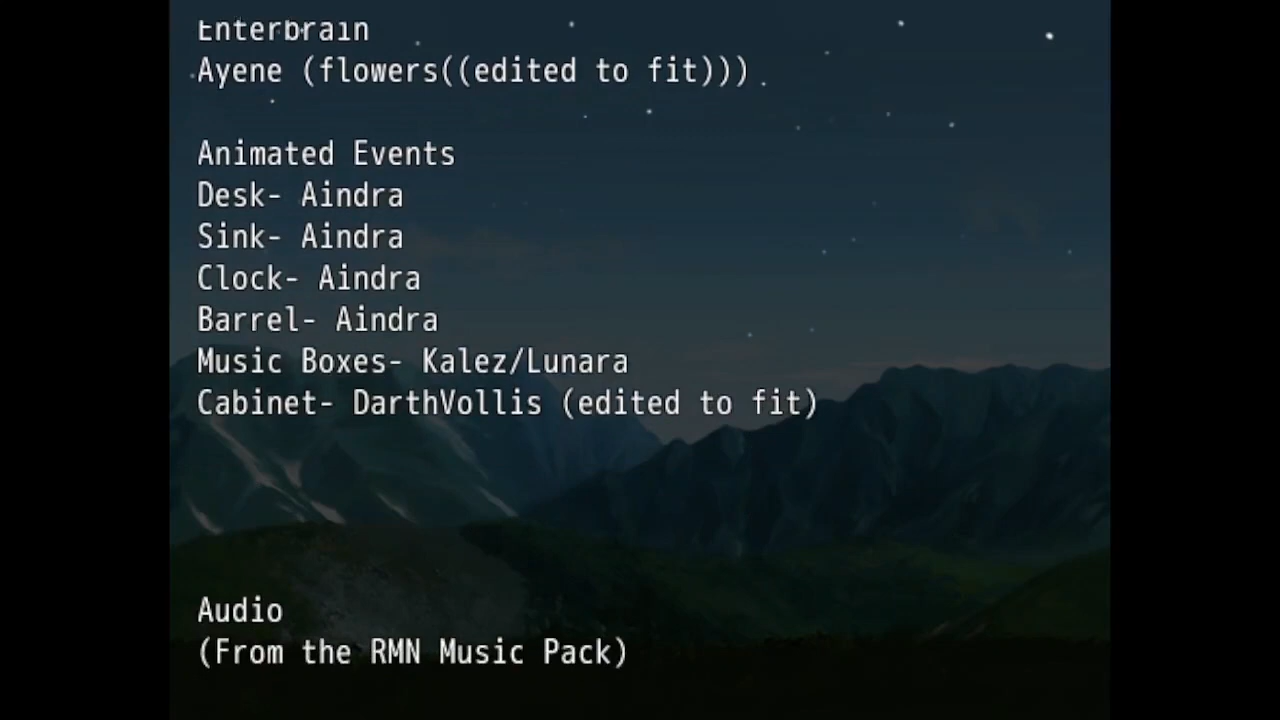 Enterbrain
Ayene (flowers((edited to fit)))
Animated Events
Desk- Aindra
Sink- Aindra
Clock- Aindra
Barrel- Aindra
Music Boxes- Kalez/Lunara
Cabinet- DarthVollis (edited to fit)
Audio
(From the RMN Music Pack)